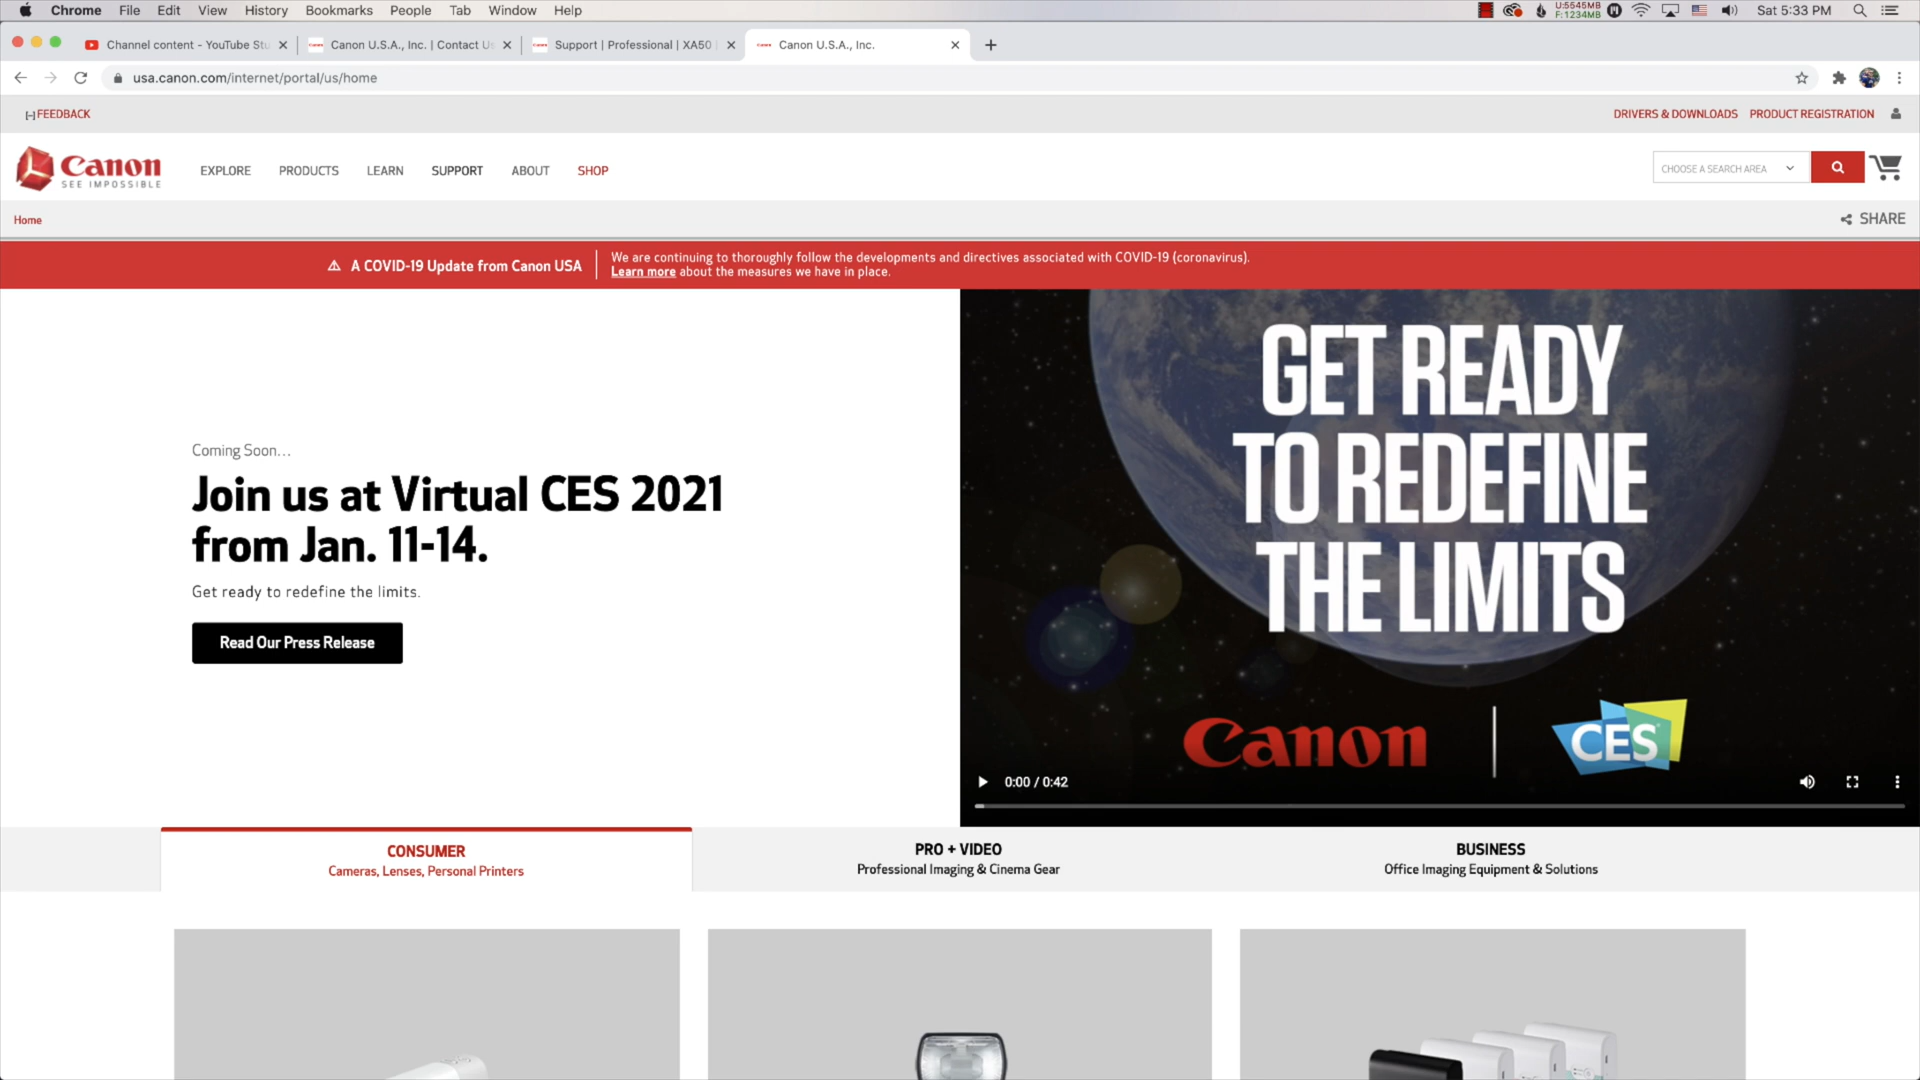 Chrome File Edit View History Bookmarks People Tab Window Help U:5545MB F:1234MB Sat 5:33 PM
Channel content - YouTube Stu Canon U.S.A., Inc. | Contact Us Support | Professional | XA50 | Canon U.S.A., Inc.
usa.canon.com/internet/portal/us/home
[-]FEEDBACK DRIVERS & DOWNLOADS PRODUCT REGISTRATION
Canon
SEE IMPOSSIBLE
EXPLORE PRODUCTS LEARN SUPPORT ABOUT SHOP CHOOSE A SEARCH AREA
Home SHARE
A COVID-19 Update from Canon USA
We are continuing to thoroughly follow the developments and directives associated with COVID-19 (coronavirus).
Learn more about the measures we have in place.
Coming Soon...
Join us at Virtual CES 2021
from Jan. 11-14.
Get ready to redefine the limits.
Read Our Press Release
GET READY
TO REDEFINE
THE LIMITS
Canon CES
0:00 / 0:42
CONSUMER
Cameras, Lenses, Personal Printers
PRO + VIDEO
Professional Imaging & Cinema Gear
BUSINESS
Office Imaging Equipment & Solutions